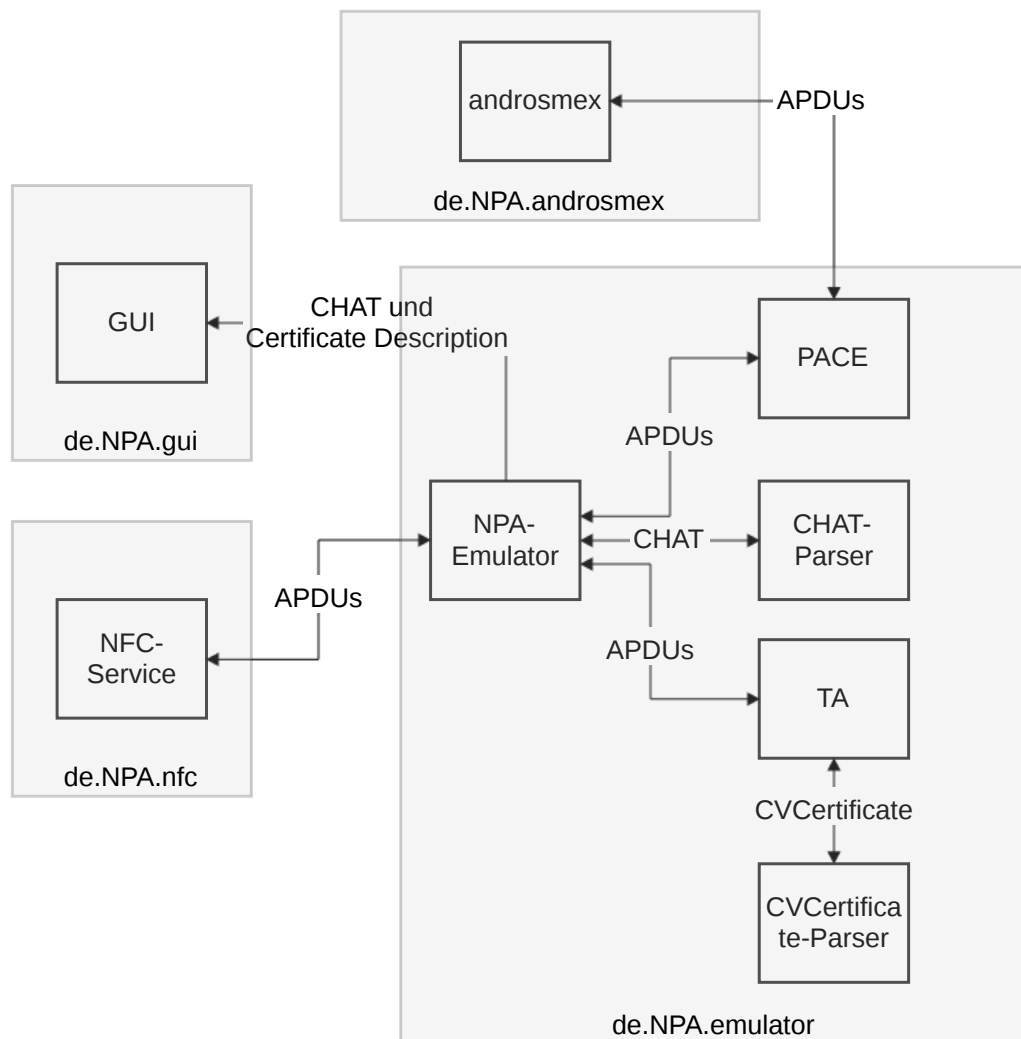 androsmex
APDUs
de.NPA.androsmex
GUI
CHAT und
Certificate Description
de.NPA.gui
PACE
APDUs
NPA-
Emulator
CHAT
CHAT-
Parser
APDUs
NFC-
Service
de.NPA.nfc
APDUs
TA
CVCertificate
CVCertifica
te-Parser
de.NPA.emulator